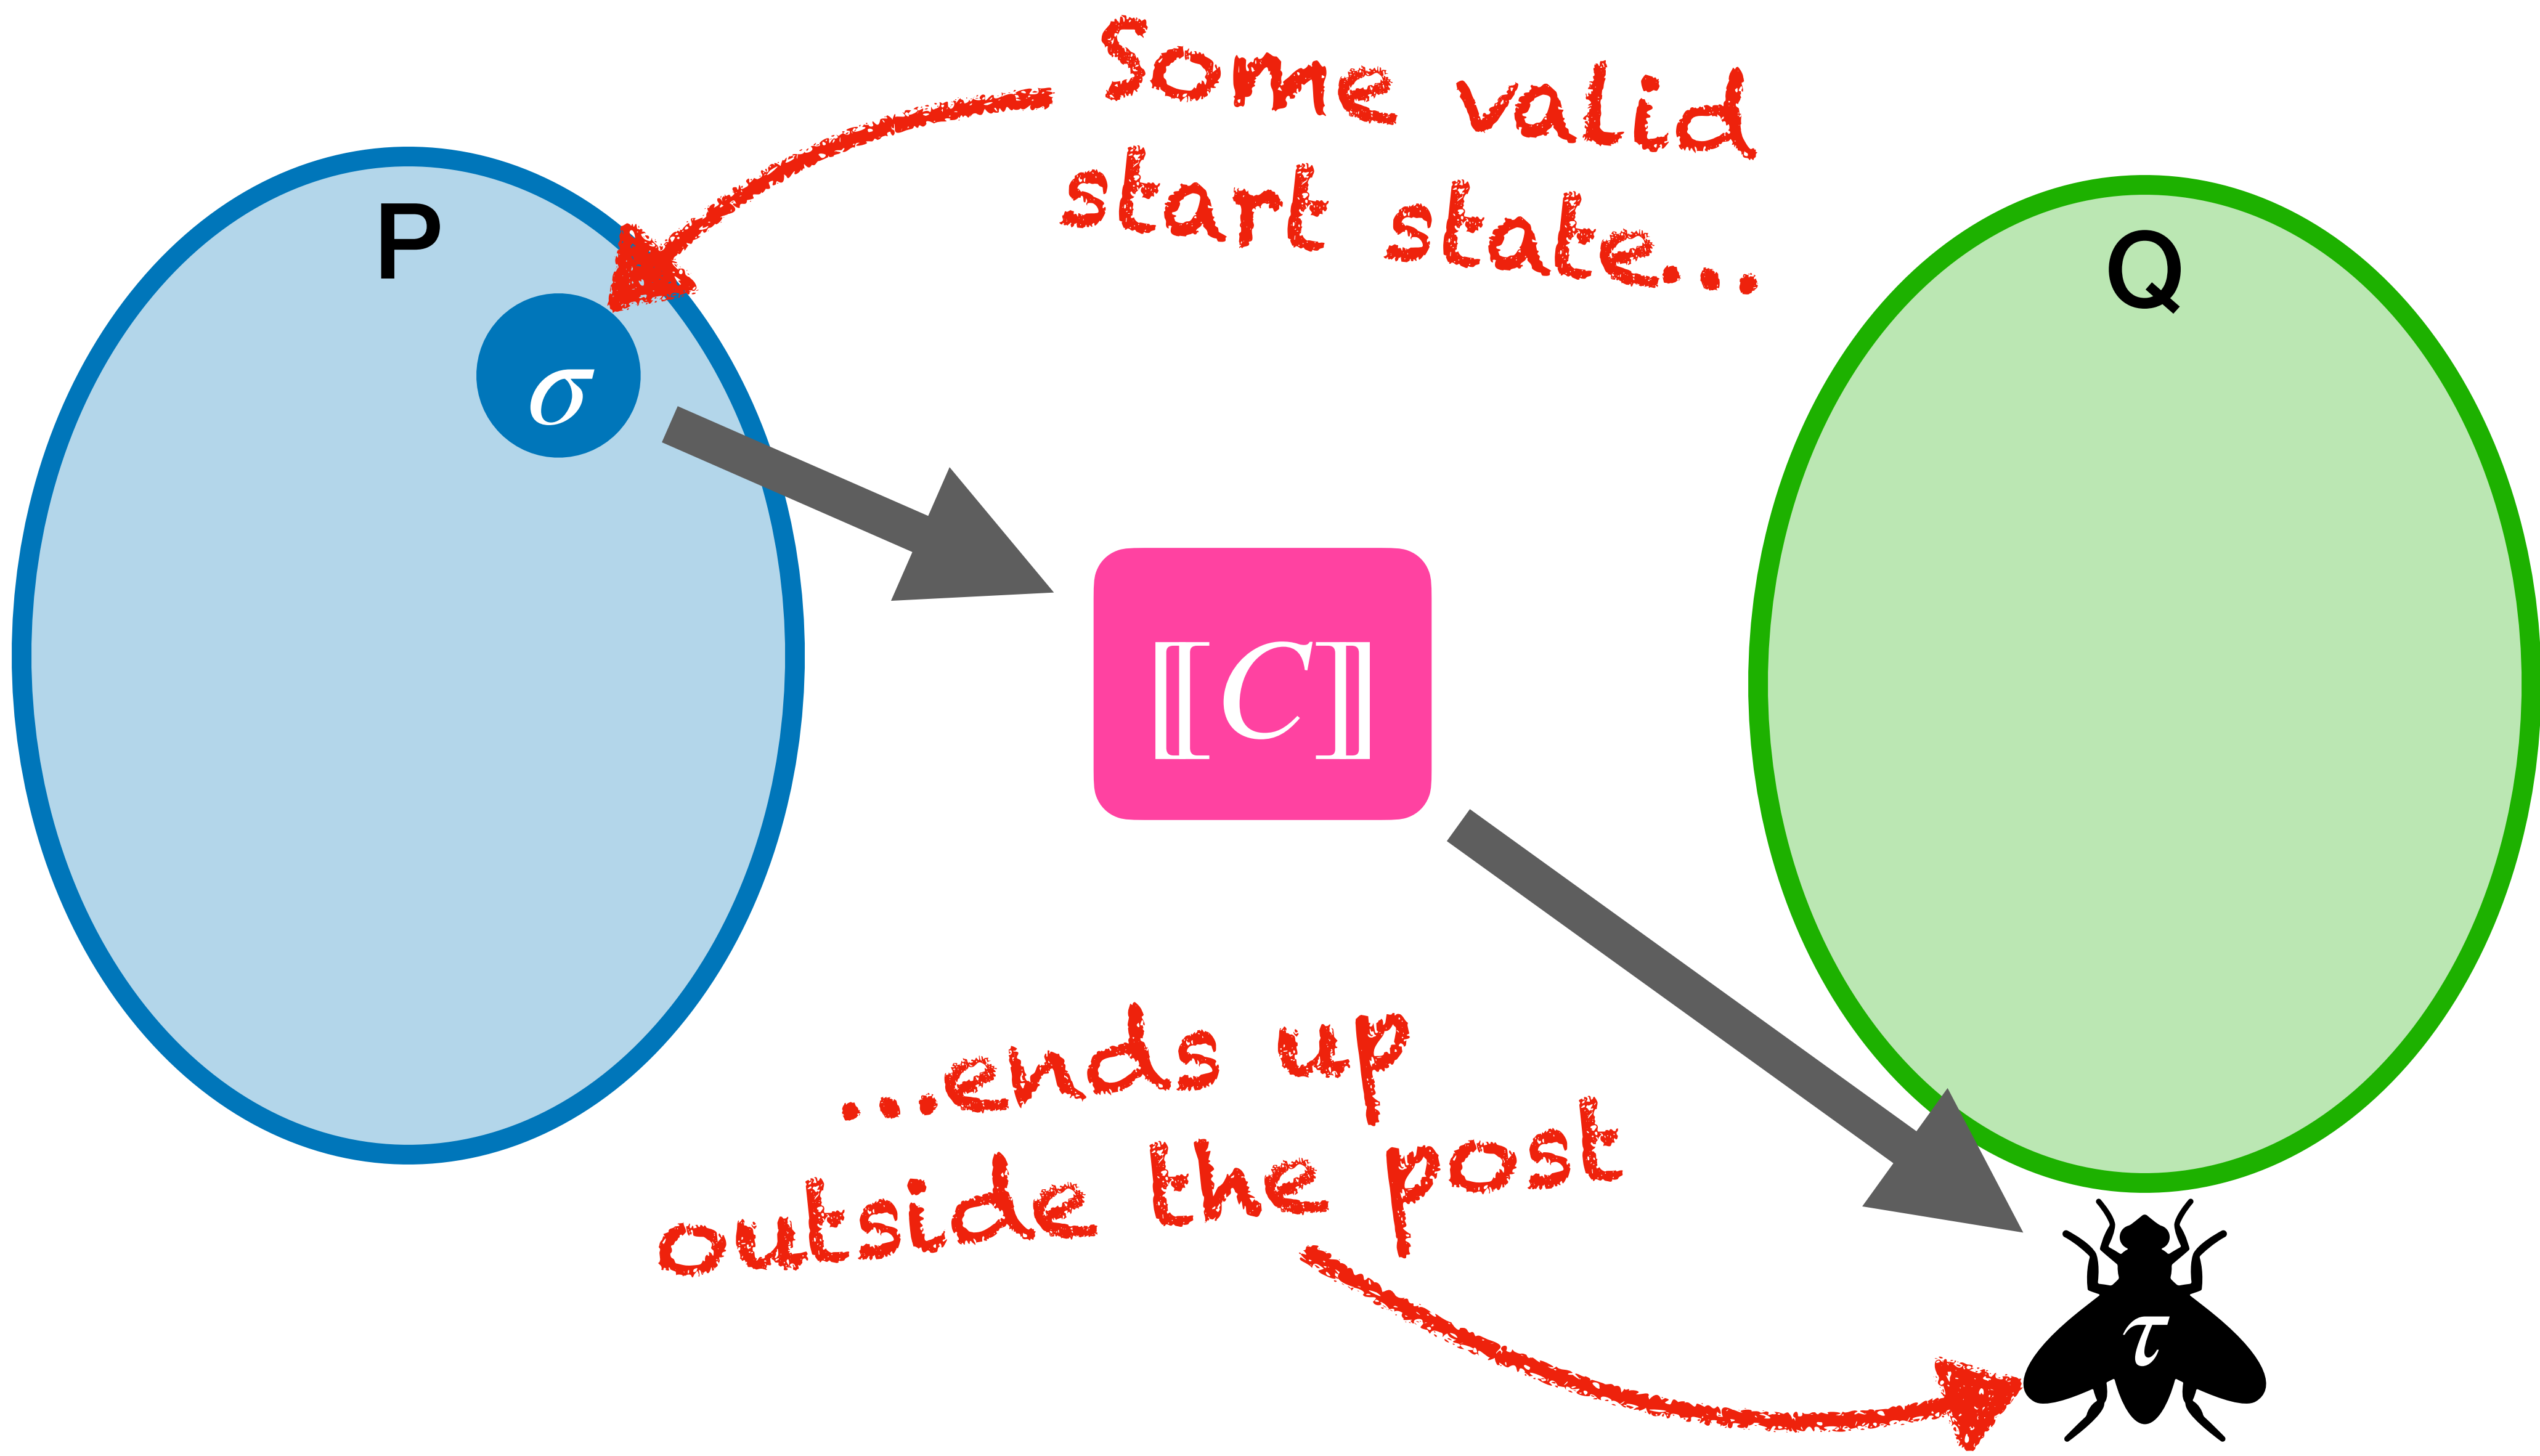 Some valid
start state...
P
Q
σ
⟦C⟧
...ends up
outside the post
τ